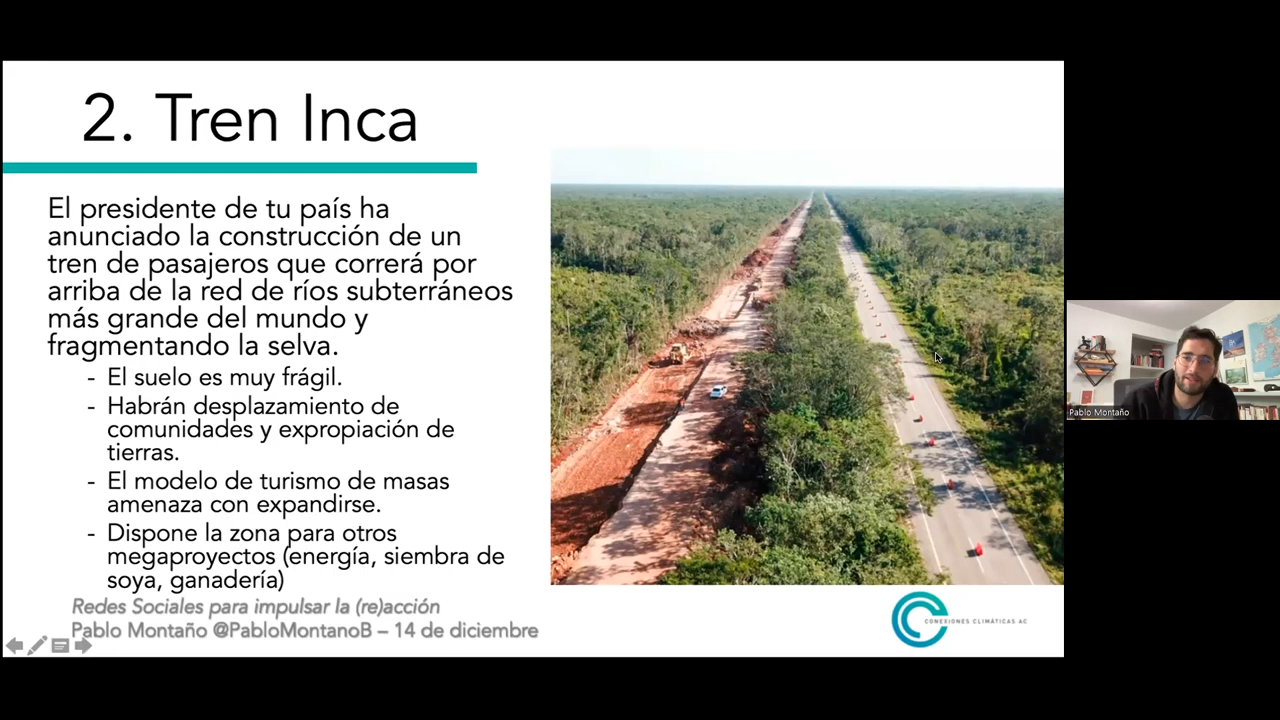 2. Tren Inca
El presidente de tu país ha
anunciado la construcción de un
tren de pasajeros que correrá por
arriba de la red de ríos subterráneos
más grande del mundo y
fragmentando la selva.
- El suelo es muy frágil.
- Habrán desplazamiento de
comunidades y expropiación de
tierras.
- El modelo de turismo de masas
amenaza con expandirse.
- Dispone la zona para otros
megaproyectos (energía, siembra de
soya, ganadería)
Redes Sociales para impulsar la (re)acción
Pablo Montaño @PabloMontanoB – 14 de diciembre
CONEXIONES CLIMÁTICAS AC
Pablo Montaño